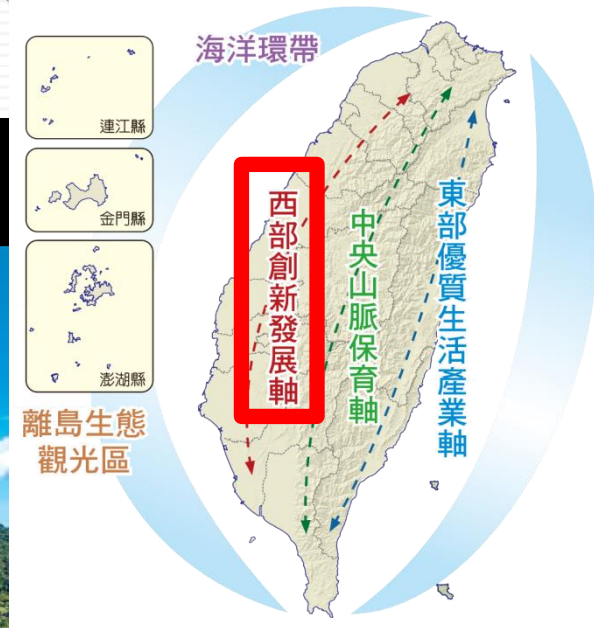 海洋環帶
連江縣
金門縣
澎湖縣
離島生態
觀光區
西部創新發展軸
中央山脈保育軸
東部優質生活產業軸